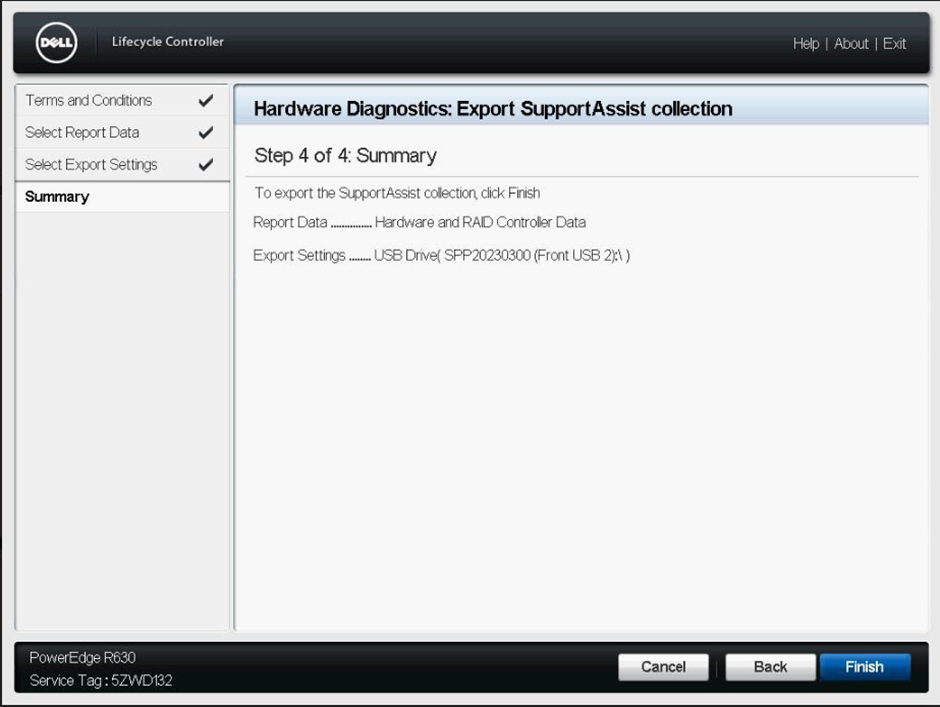 DELL
Lifecycle Controller
Help | About | Exit
Terms and Conditions
Select Report Data
Select Export Settings
Summary
Hardware Diagnostics: Export SupportAssist collection
Step 4 of 4: Summary
To export the SupportAssist collection, click Finish
Report Data ............... Hardware and RAID Controller Data
Export Settings ........ USB Drive( SPP20230300 (Front USB 2):\ )
PowerEdge R630
Service Tag : 5ZWD132
Cancel
Back
Finish